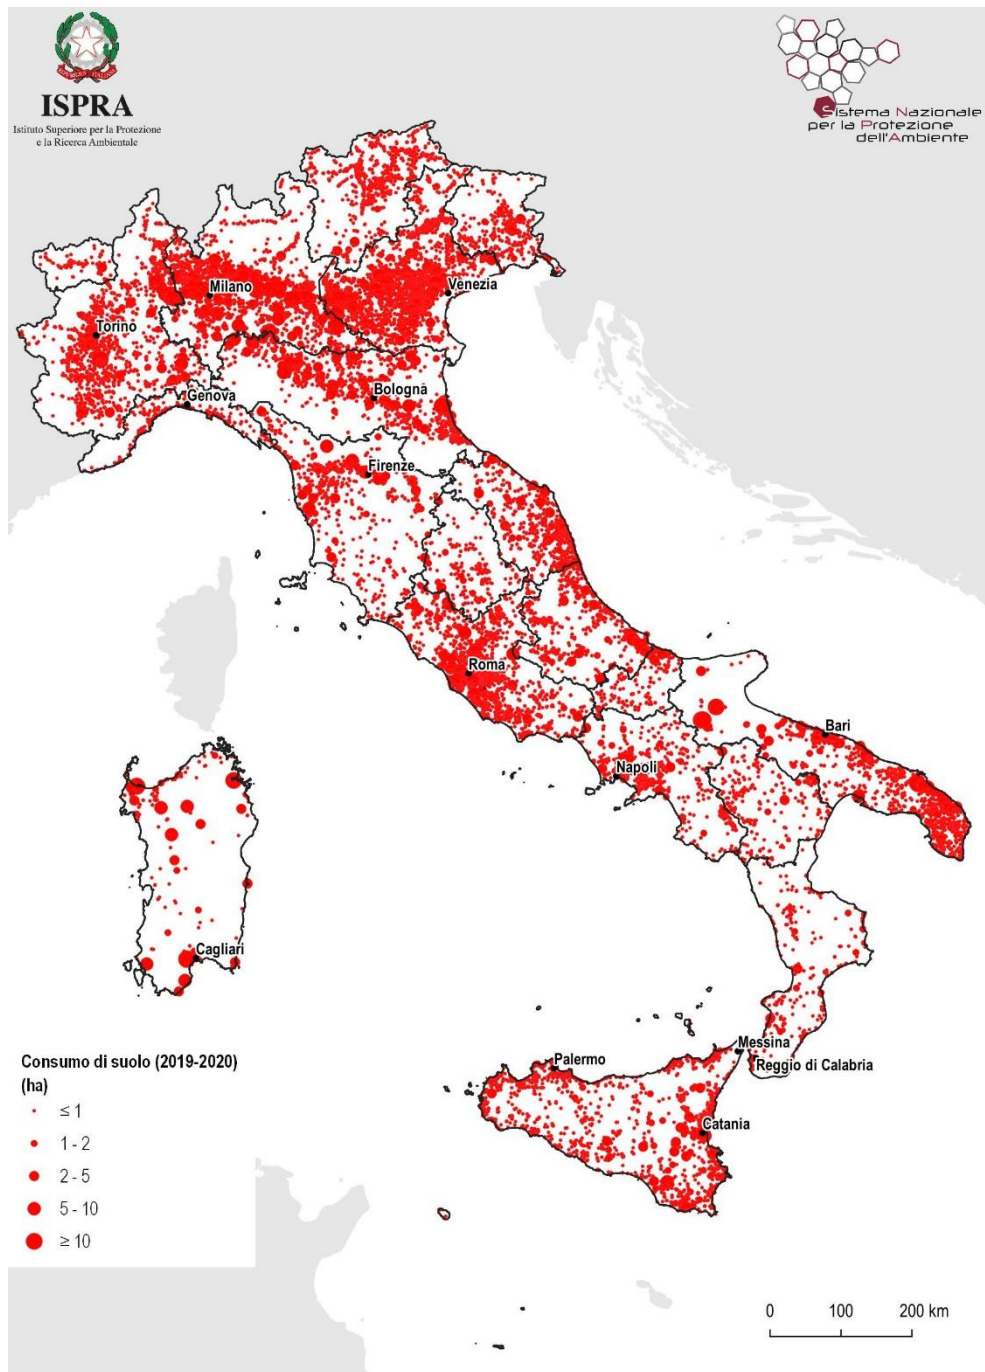 ISPRA
Istituto Superiore per la Protezione
e la Ricerca Ambientale
Sistema Nazionale
per la Protezione
dell'Ambiente
Milano
Venezia
Torino
Bologna
Genova
Firenze
Roma
Bari
Napoli
Cagliari
Messina
Palermo
Reggio di Calabria
Catania
Consumo di suolo (2019-2020)
(ha)
≤ 1
1 - 2
2 - 5
5 - 10
≥ 10
0 100 200 km